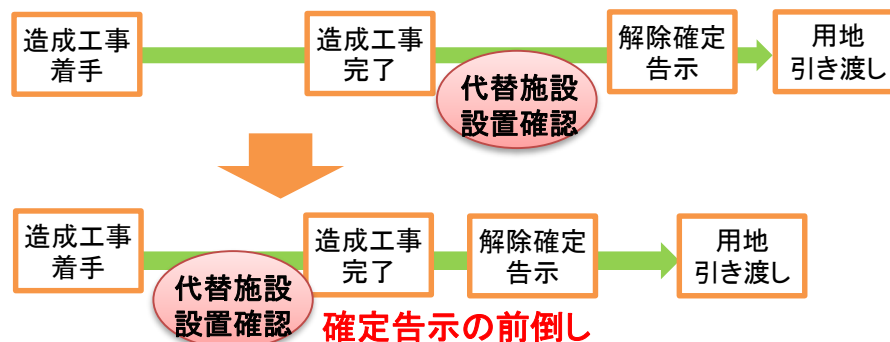 造成工事
着手
造成工事
完了
代替施設
設置確認
解除確定
告示
用地
引き渡し
造成工事
着手
代替施設
設置確認
造成工事
完了
解除確定
告示
用地
引き渡し
確定告示の前倒し